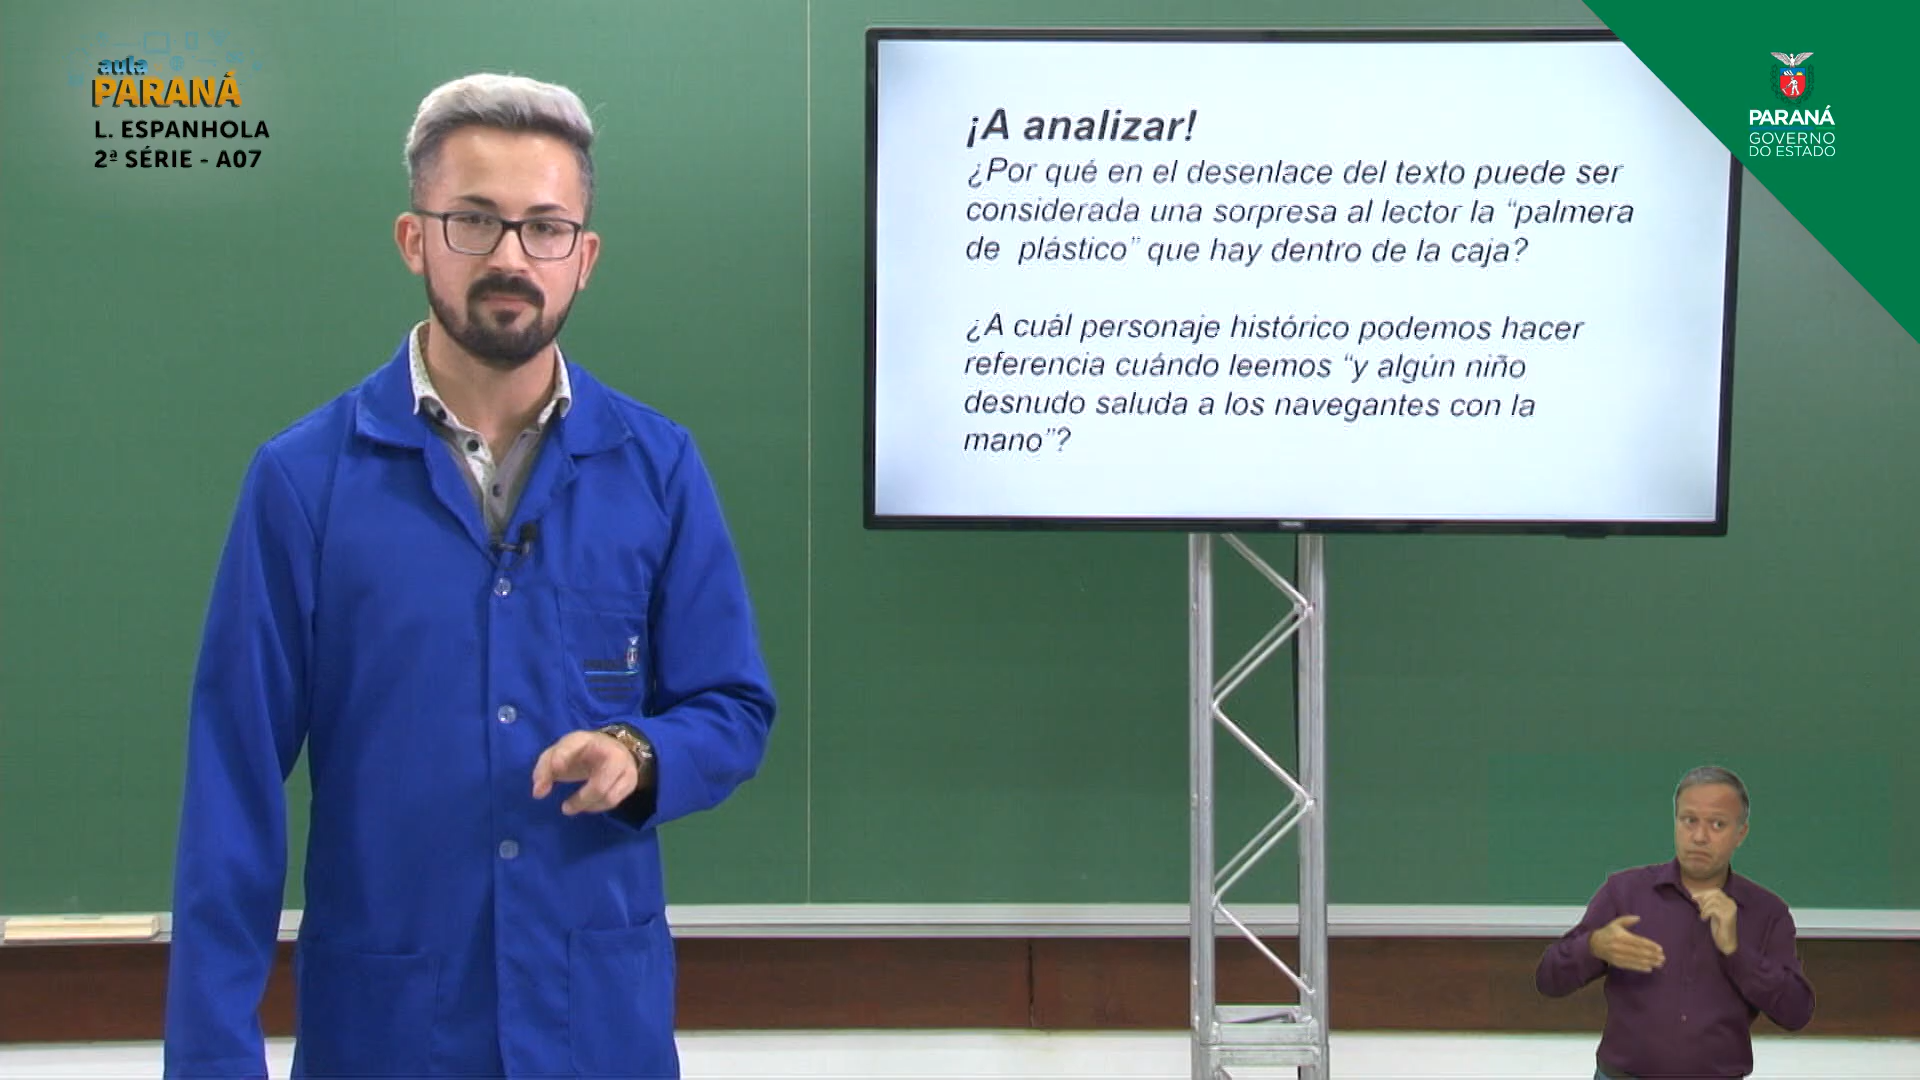 aula
PARANÁ
L. ESPANHOLA
2ª SÉRIE - A07
¡A analizar!
¿Por qué en el desenlace del texto puede ser
considerada una sorpresa al lector la “palmera
de plástico” que hay dentro de la caja?
¿A cuál personaje histórico podemos hacer
referencia cuándo leemos “y algún niño
desnudo saluda a los navegantes con la
mano”?
PARANÁ
GOVERNO
DO ESTADO